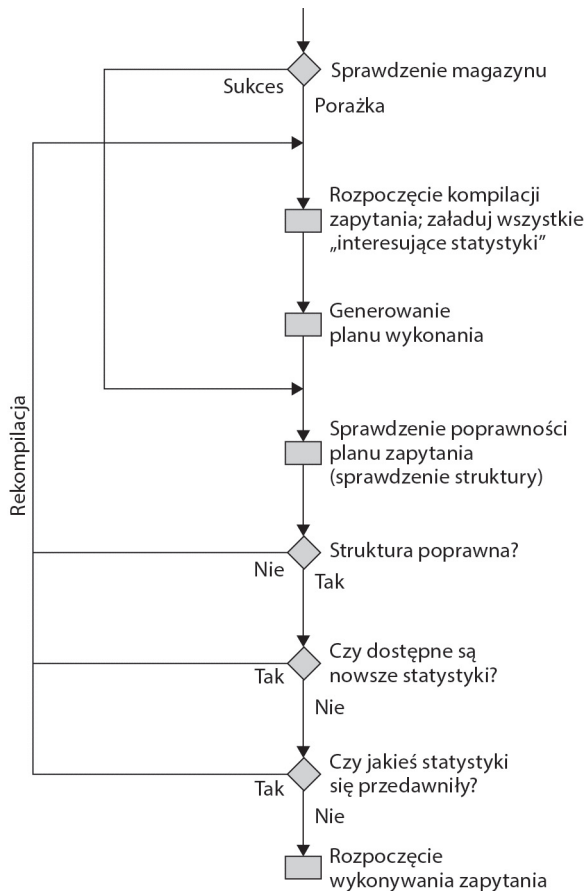 Sprawdzenie magazynu
Sukces
Porażka
Rozpoczęcie kompilacji
zapytania; załaduj wszystkie
„interesujące statystyki”
Generowanie
planu wykonania
Rekompilacja
Sprawdzenie poprawności
planu zapytania
(sprawdzenie struktury)
Struktura poprawna?
Nie
Tak
Czy dostępne są
nowsze statystyki?
Tak
Nie
Czy jakieś statystyki
się przedawniły?
Tak
Nie
Rozpoczęcie
wykonywania zapytania